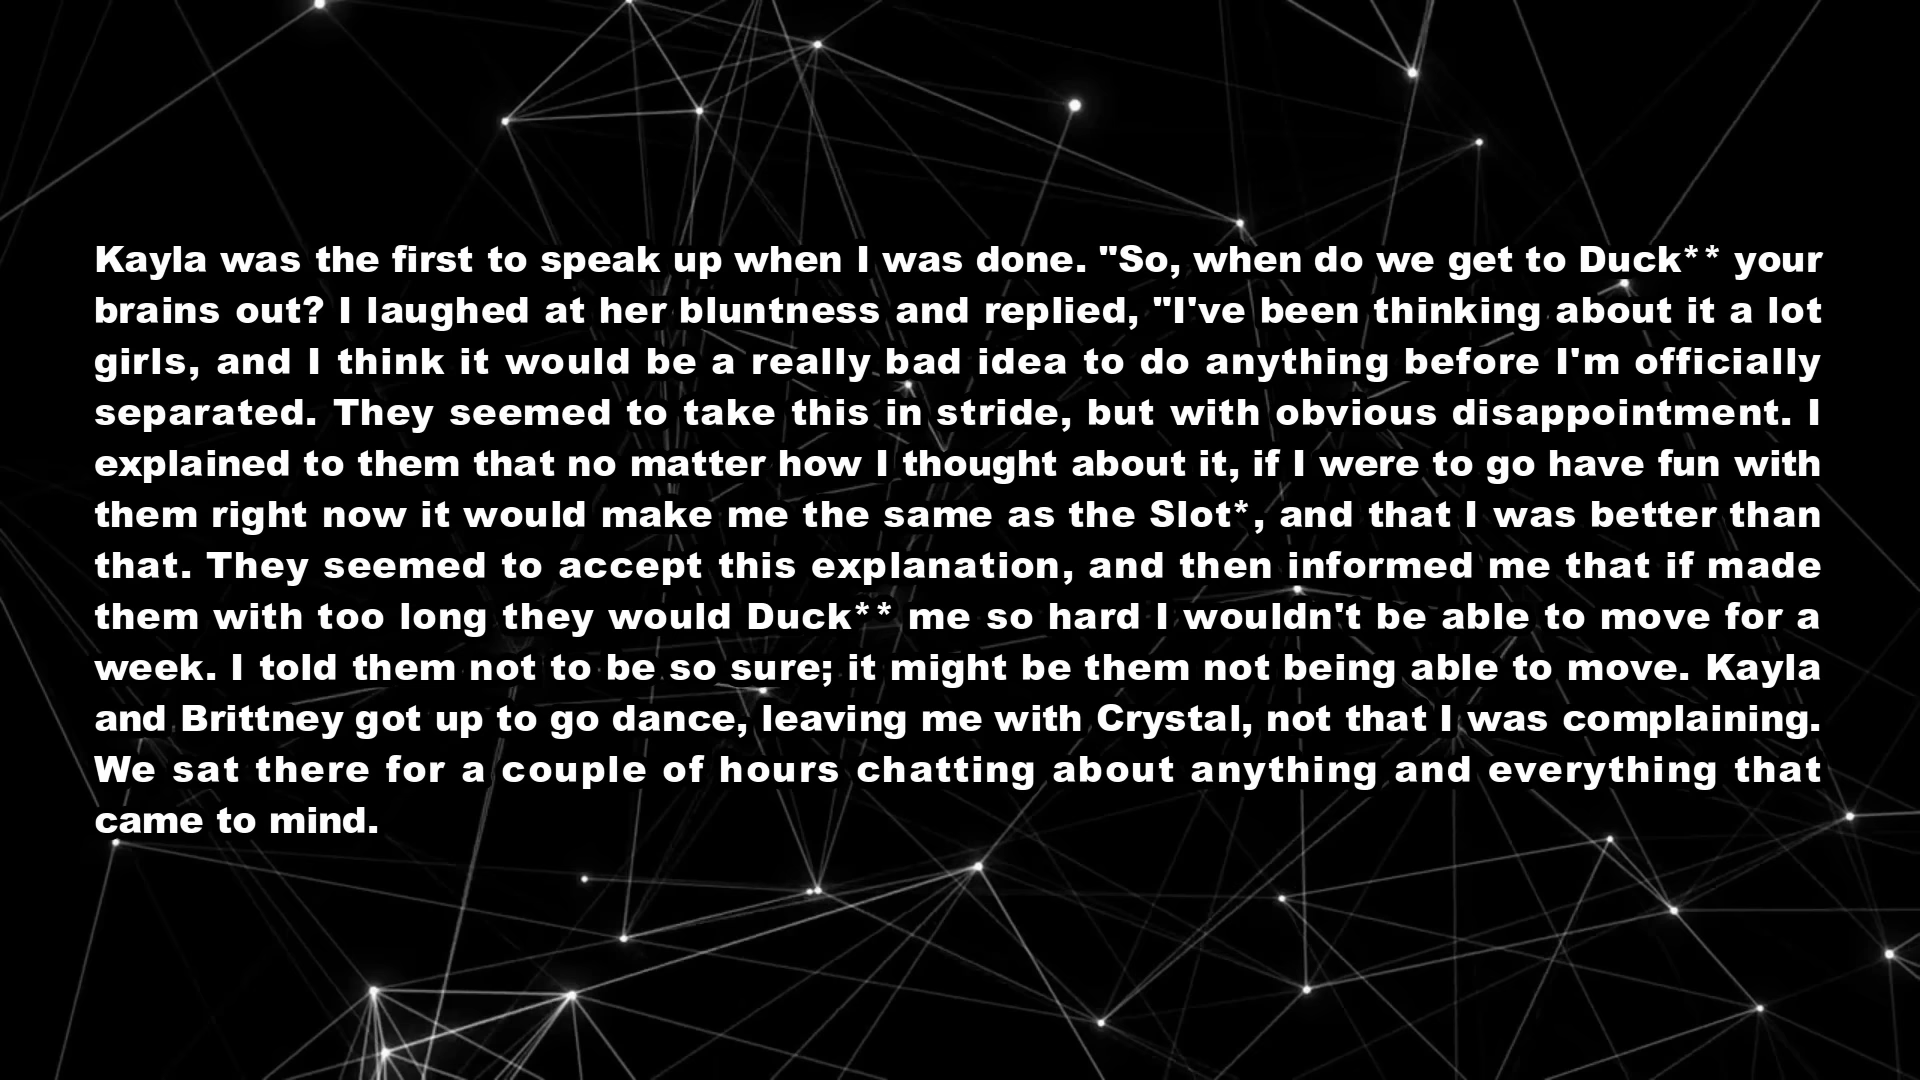 Kayla was the first to speak up when I was done. "So, when do we get to Duck** your
brains out? I laughed at her bluntness and replied, "I've been thinking about it a lot
girls, and I think it would be a really bad idea to do anything before I'm officially
separated. They seemed to take this in stride, but with obvious disappointment. I
explained to them that no matter how I thought about it, if I were to go have fun with
them right now it would make me the same as the Slot*, and that I was better than
that. They seemed to accept this explanation, and then informed me that if made
them with too long they would Duck** me so hard I wouldn't be able to move for a
week. I told them not to be so sure; it might be them not being able to move. Kayla
and Brittney got up to go dance, leaving me with Crystal, not that I was complaining.
We sat there for a couple of hours chatting about anything and everything that
came to mind.